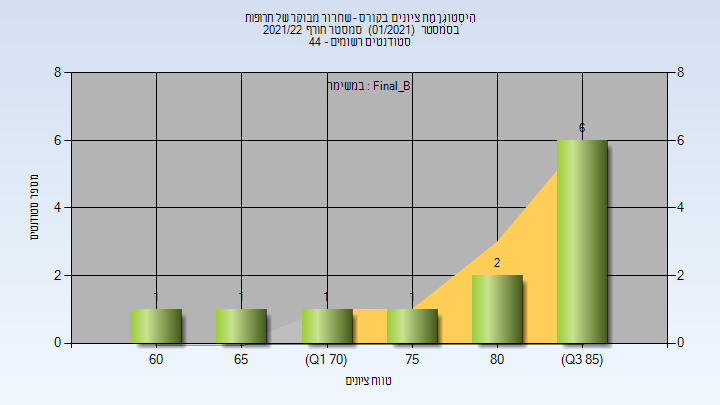 היסטוגרמת ציונים בקורס - שחרור מבוקר של תרופות
בסמסטר (01/2021) סמסטר חורף 2021/22
סטודנטים רשומים - 44
במשימה : Final_B
8
6
4
2
0
8
6
4
2
0
1
1
1
1
2
6
60
65
(Q1 70)
75
80
(Q3 85)
מספר סטודנטים
טווח ציונים